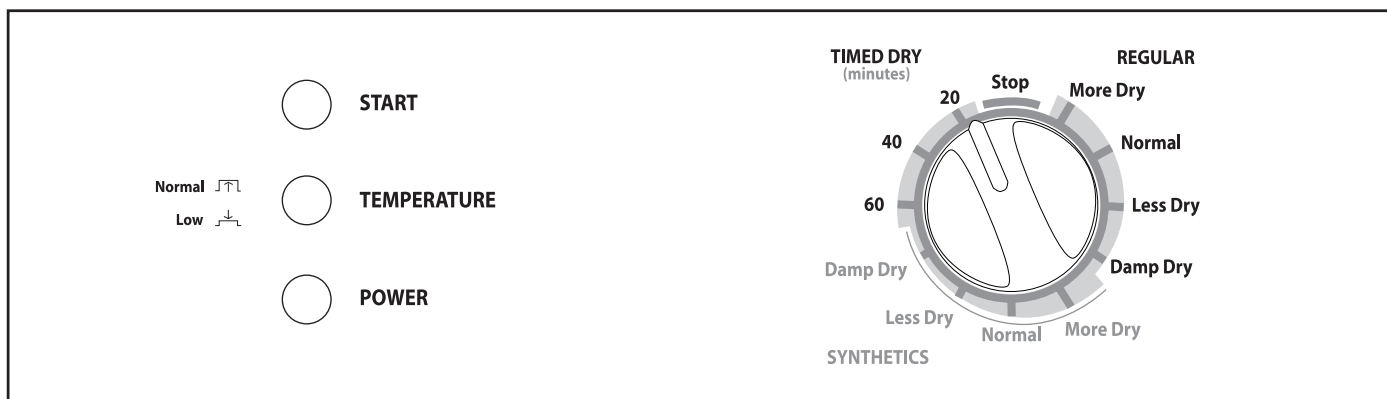 START
Normal
TEMPERATURE
Low
POWER
TIMED DRY
(minutes)
REGULAR
Stop
20
More Dry
40
Normal
60
Less Dry
Damp Dry
Damp Dry
Less Dry
Normal
More Dry
SYNTHETICS